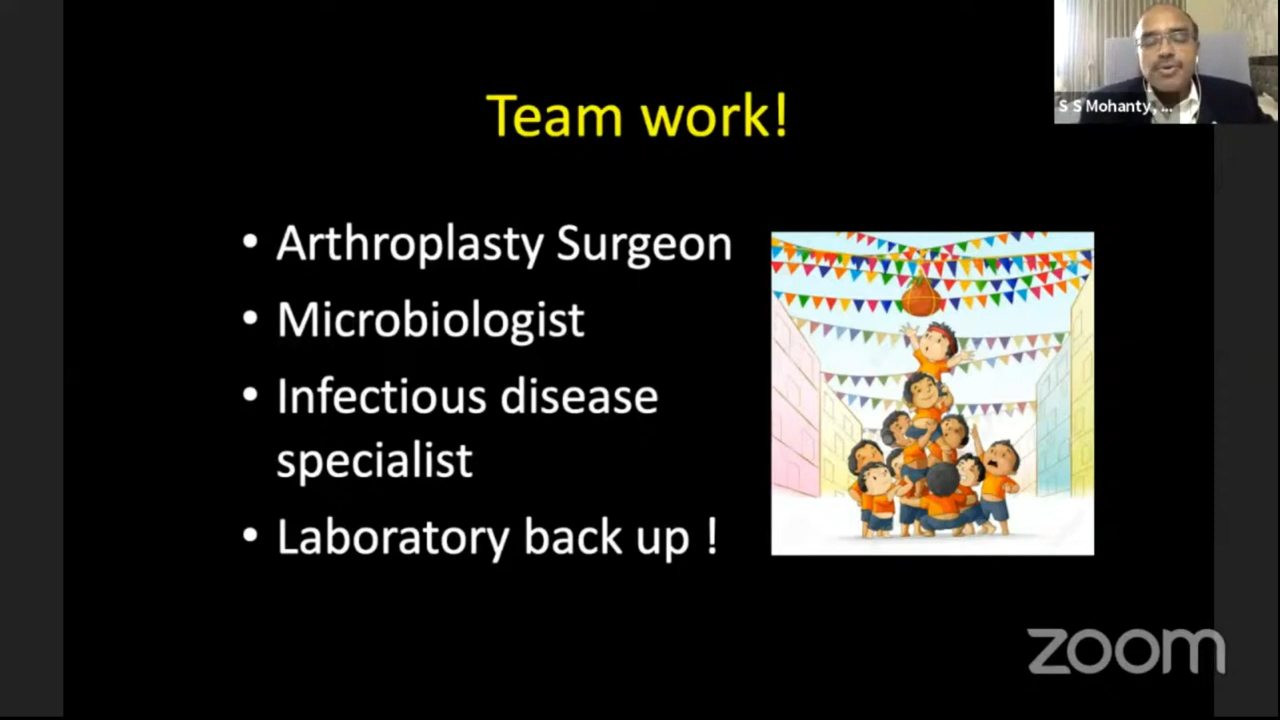 S S Mohanty, ...
Team work!
• Arthroplasty Surgeon
• Microbiologist
• Infectious disease
specialist
• Laboratory back up !
zoom